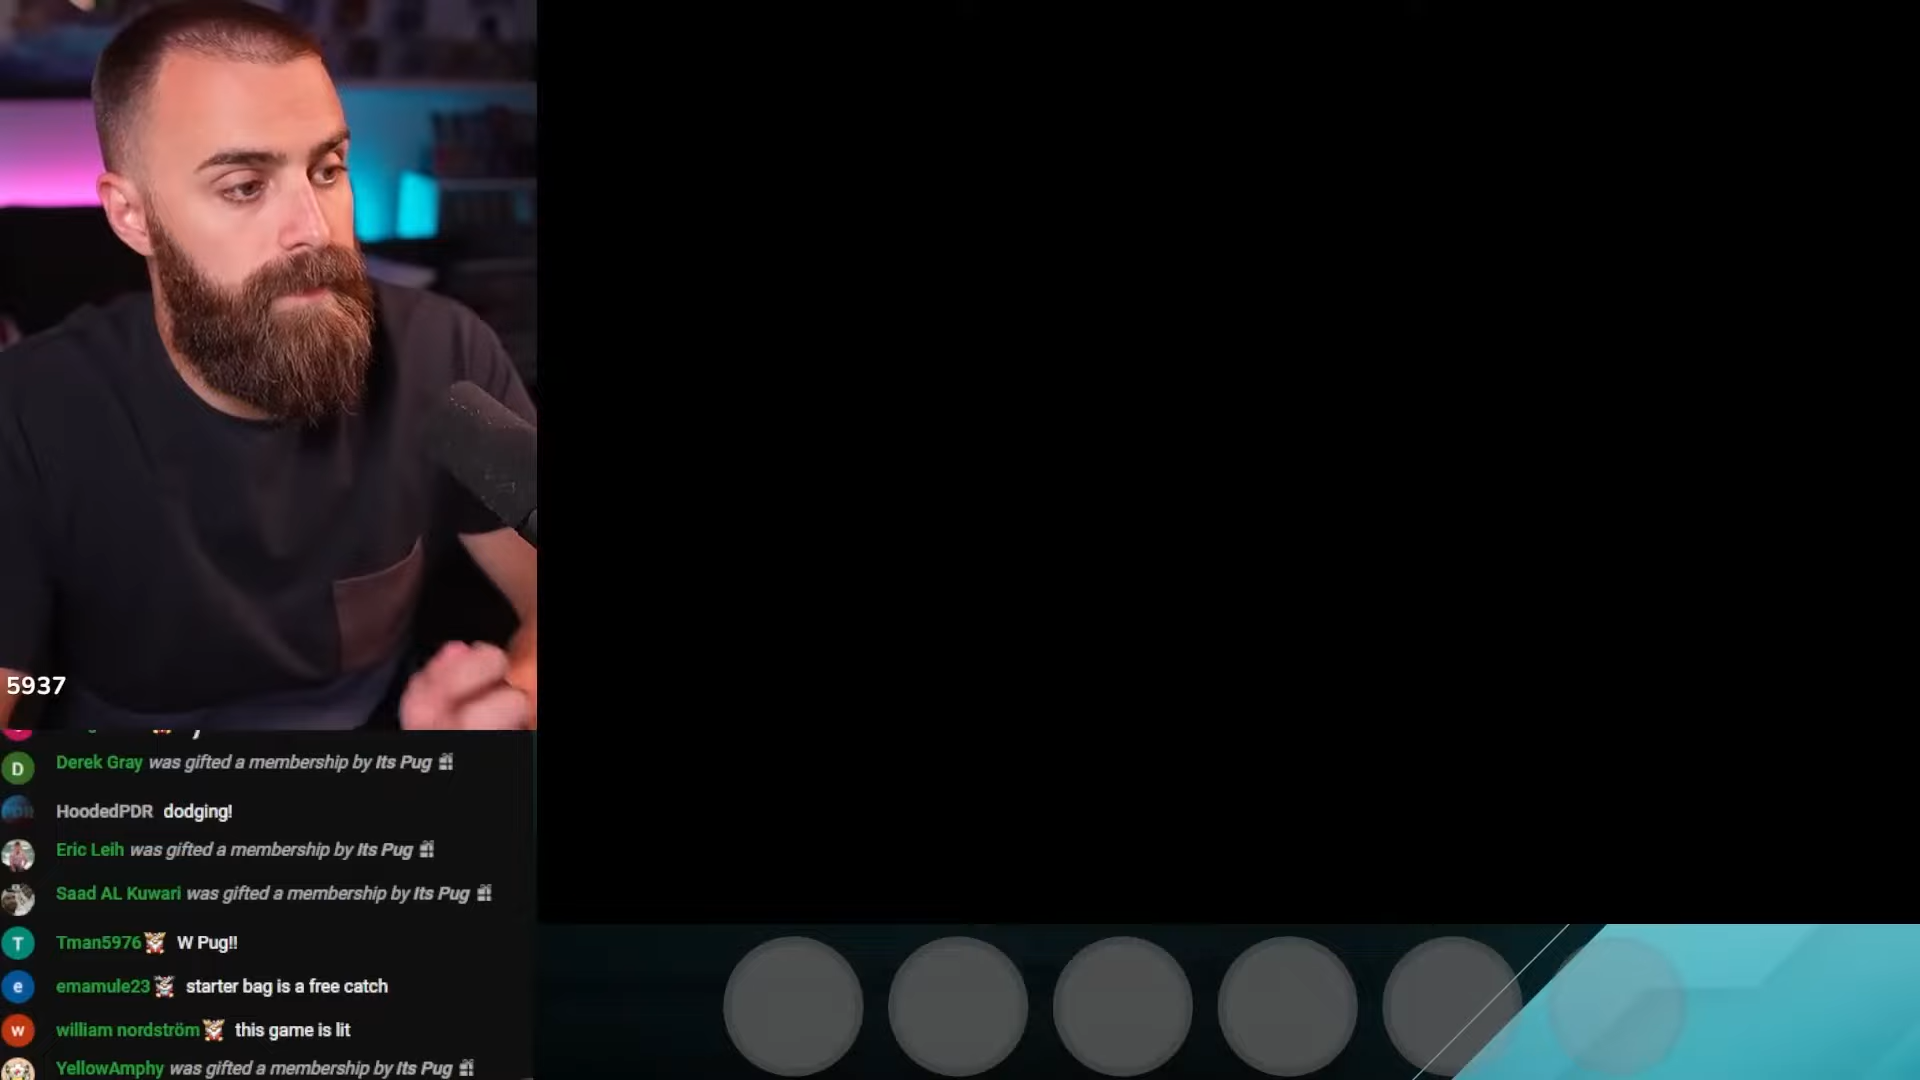 5937
D
Derek Gray was gifted a membership by Its Pug
HoodedPDR dodging!
Eric Leih was gifted a membership by Its Pug
Saad AL Kuwari was gifted a membership by Its Pug
T
Tman5976 W Pug!!
e
emamule23 starter bag is a free catch
w
william nordström this game is lit
YellowAmphy was gifted a membership by Its Pug